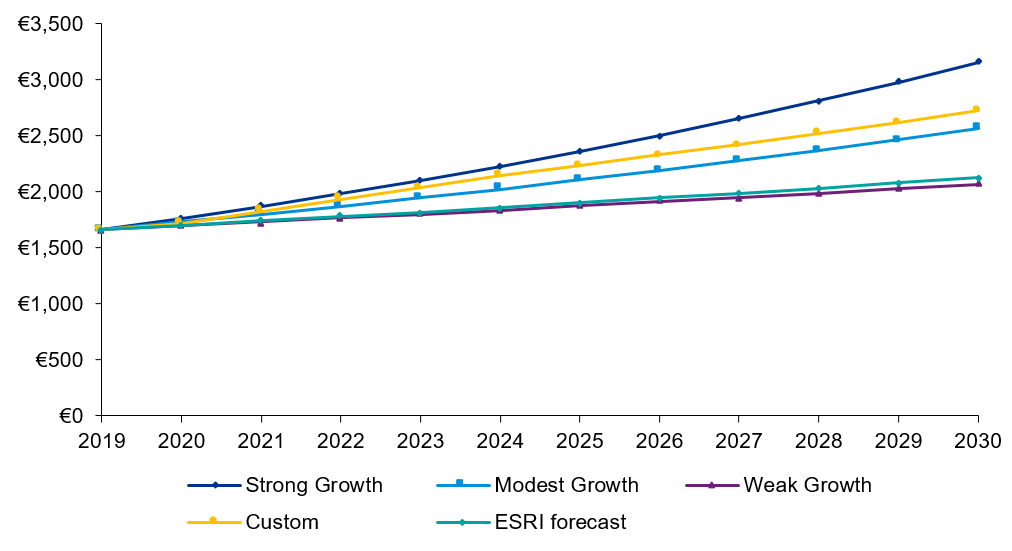 €3,500
€3,000
€2,500
€2,000
€1,500
€1,000
€500
€0
2019 2020 2021 2022 2023 2024 2025 2026 2027 2028 2029 2030
Strong Growth Modest Growth Weak Growth
Custom ESRI forecast